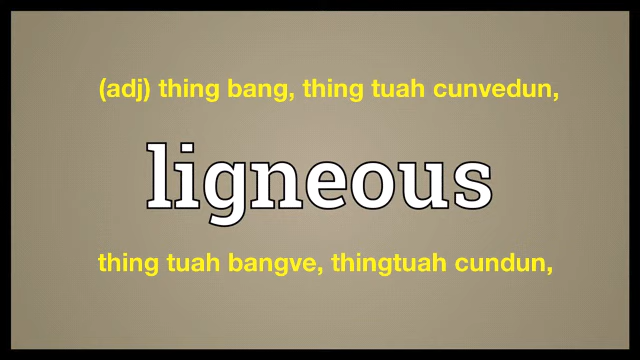 (adj) thing bang, thing tuah cunvedun,
ligneous
thing tuah bangve, thingtuah cundun,